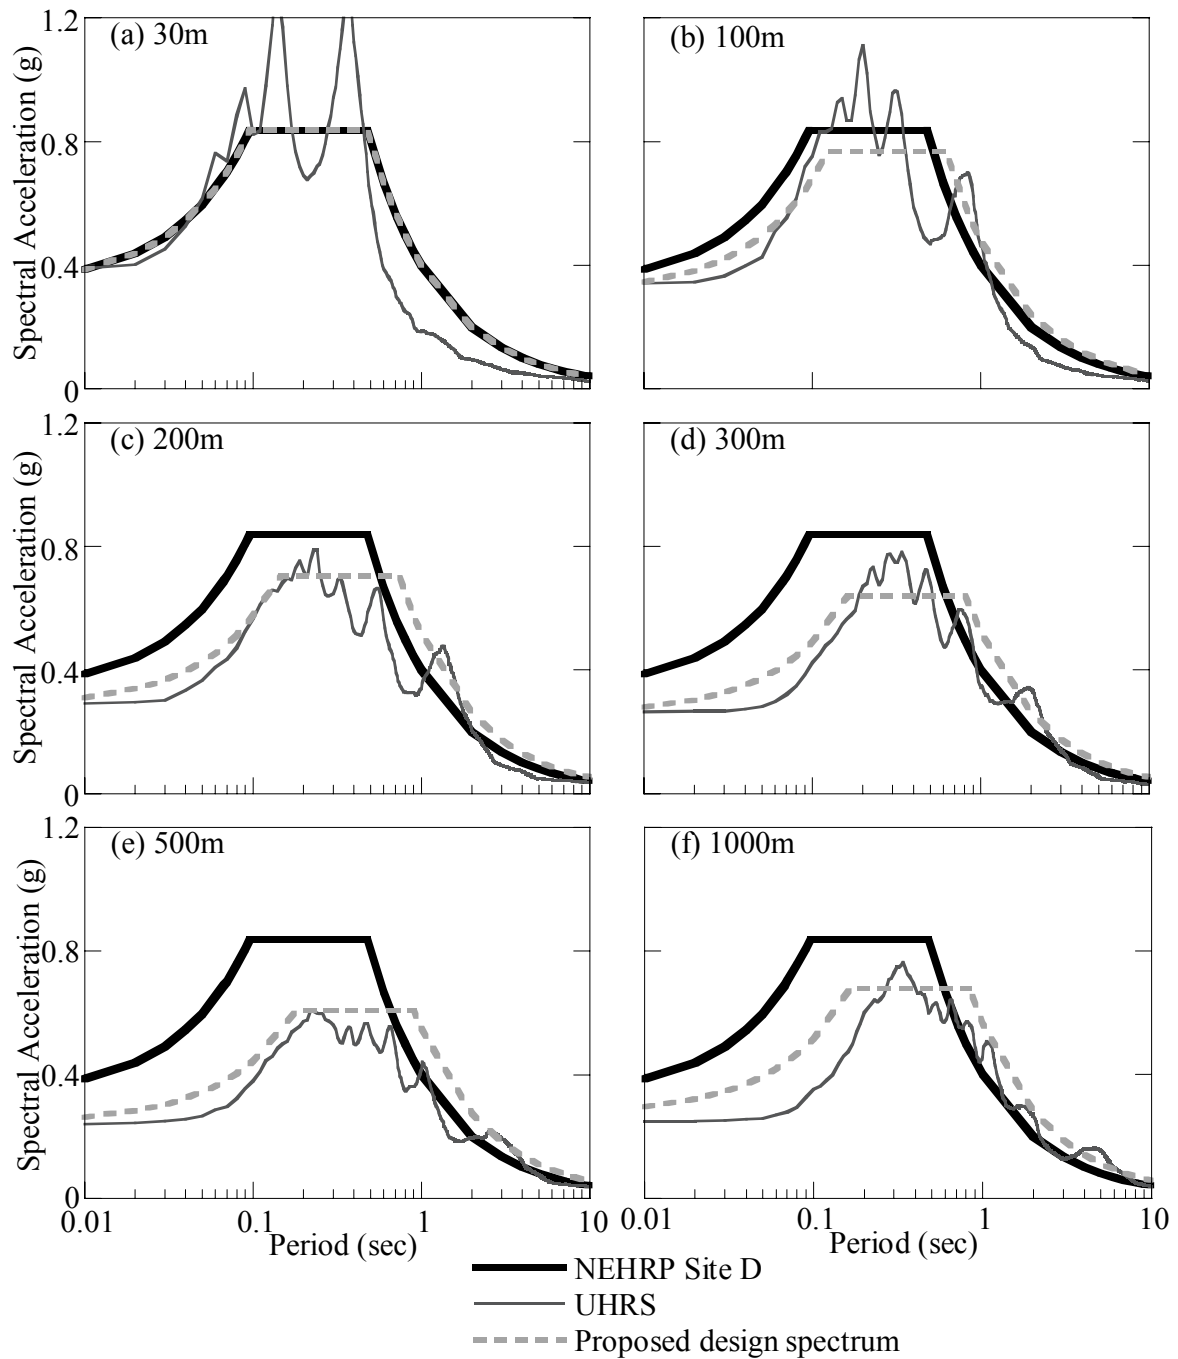 (a) 30m
(b) 100m
1.2
0.8
0.4
0
Spectral Acceleration (g)
(c) 200m
(d) 300m
1.2
0.8
0.4
0
Spectral Acceleration (g)
(e) 500m
(f) 1000m
1.2
0.8
0.4
0
Spectral Acceleration (g)
0.01 0.1 1 10
0.01 0.1 1 10
Period (sec)
Period (sec)
NEHRP Site D
UHRS
Proposed design spectrum